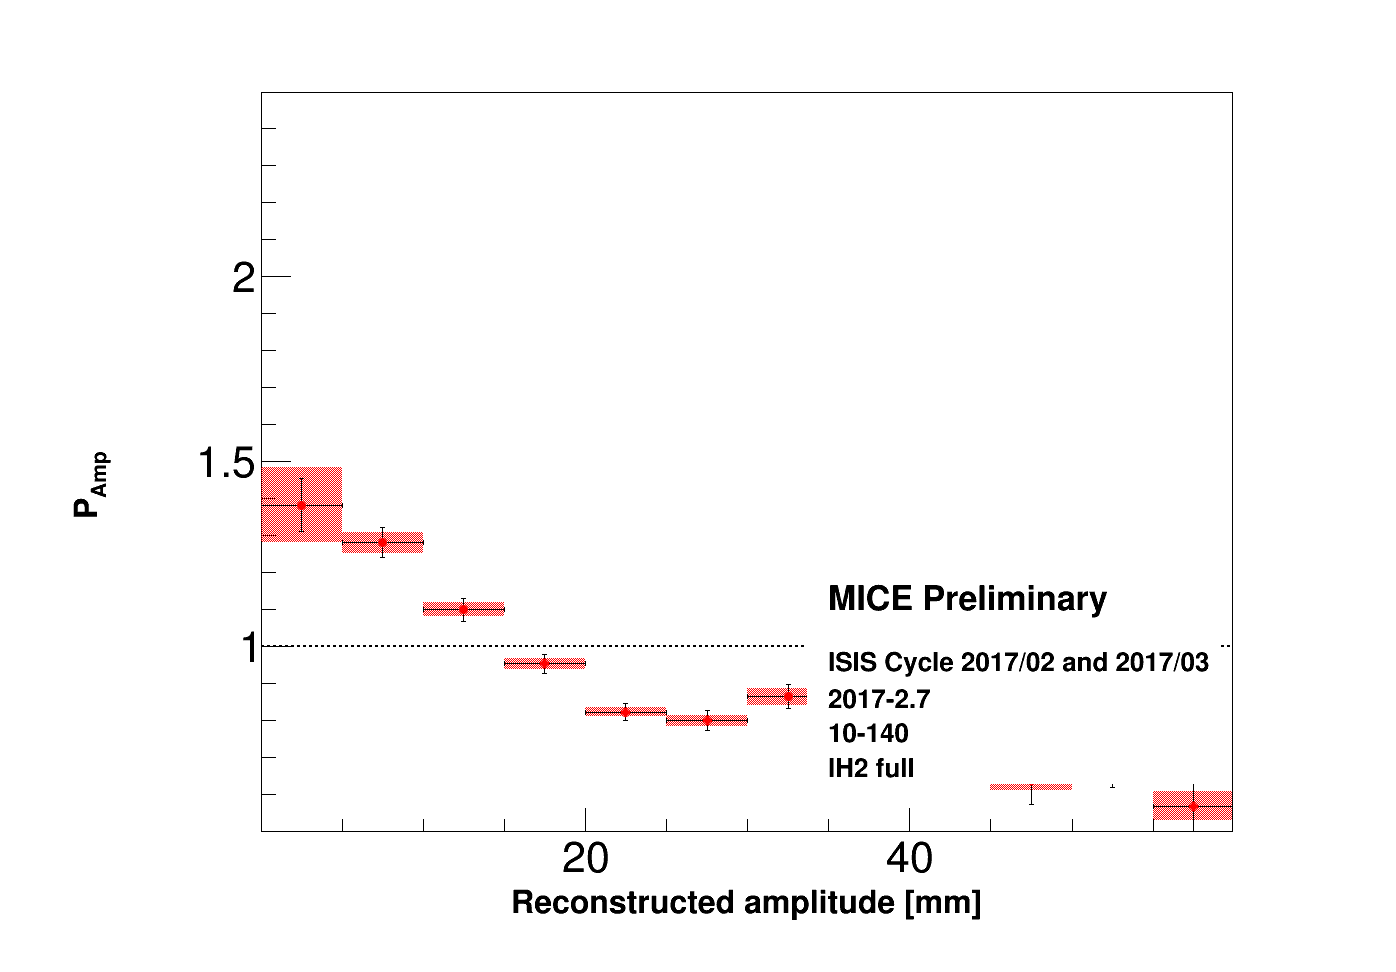 2
1.5
1
P_Amp
MICE Preliminary
ISIS Cycle 2017/02 and 2017/03
2017-2.7
10-140
IH2 full
20 40
Reconstructed amplitude [mm]